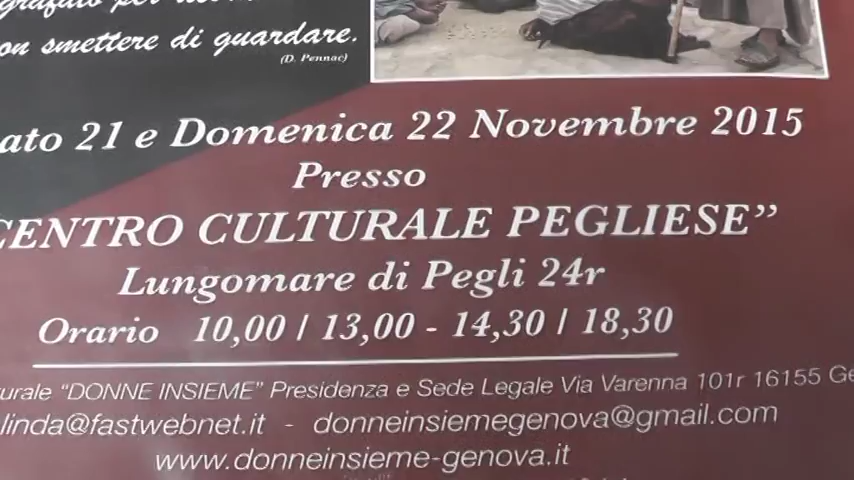 di guardare.
on smettere di guardare.
(D. Pennac)
ato 21 e Domenica 22 Novembre 2015
Presso
CENTRO CULTURALE PEGLIESE”
Lungomare di Pegli 24r
Orario 10,00 / 13,00 - 14,30 / 18,30
urale “DONNE INSIEME” Presidenza e Sede Legale Via Varenna 101r 16155 Ge
linda@fastwebnet.it - donneinsiemegenova@gmail.com
www.donneinsieme-genova.it